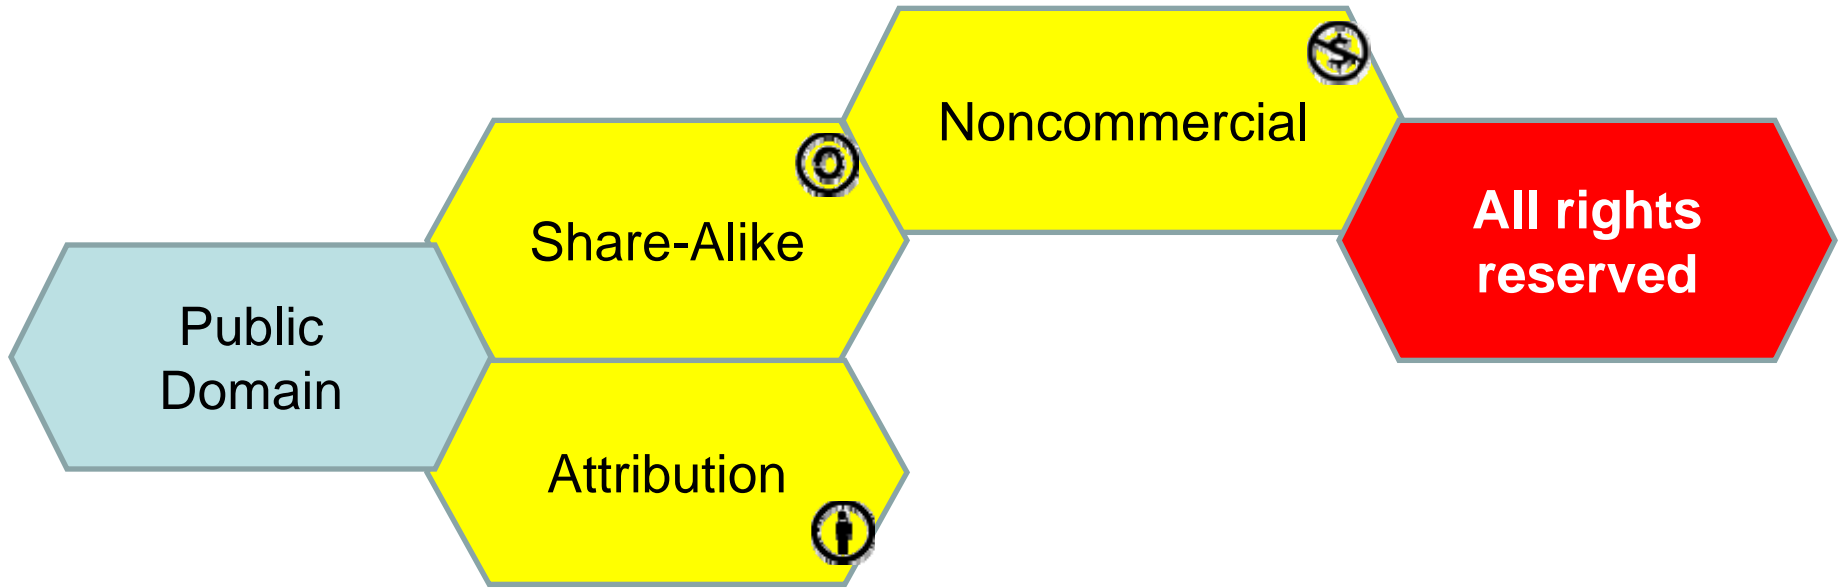 Public
Domain
Share-Alike
Attribution
Noncommercial
$
All rights
reserved